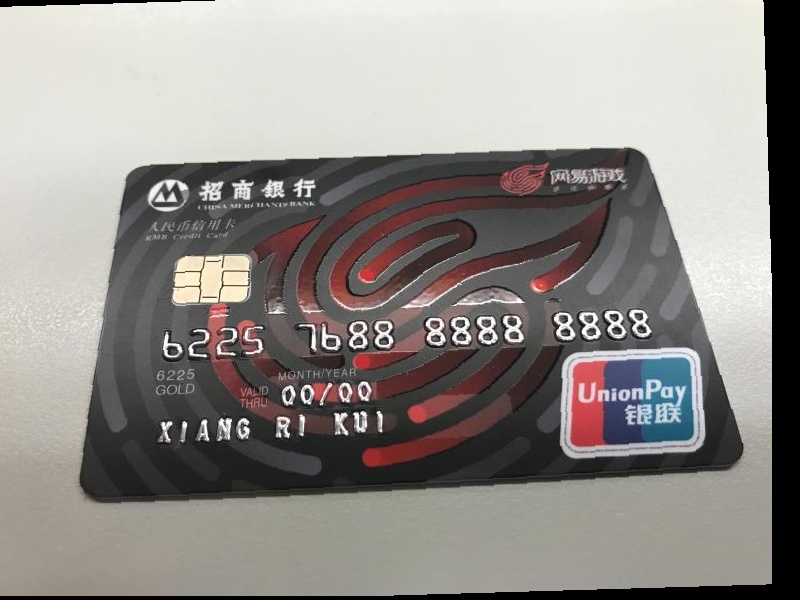 招商银行
CHINA MERCHANTS BANK
网易游戏
人民币信用卡
RMB Credit Card
6225 7688 8888 8888
6225
GOLD
MONTH/YEAR
VALID THRU
00/00
XIANG RI KUI
UnionPay
银联